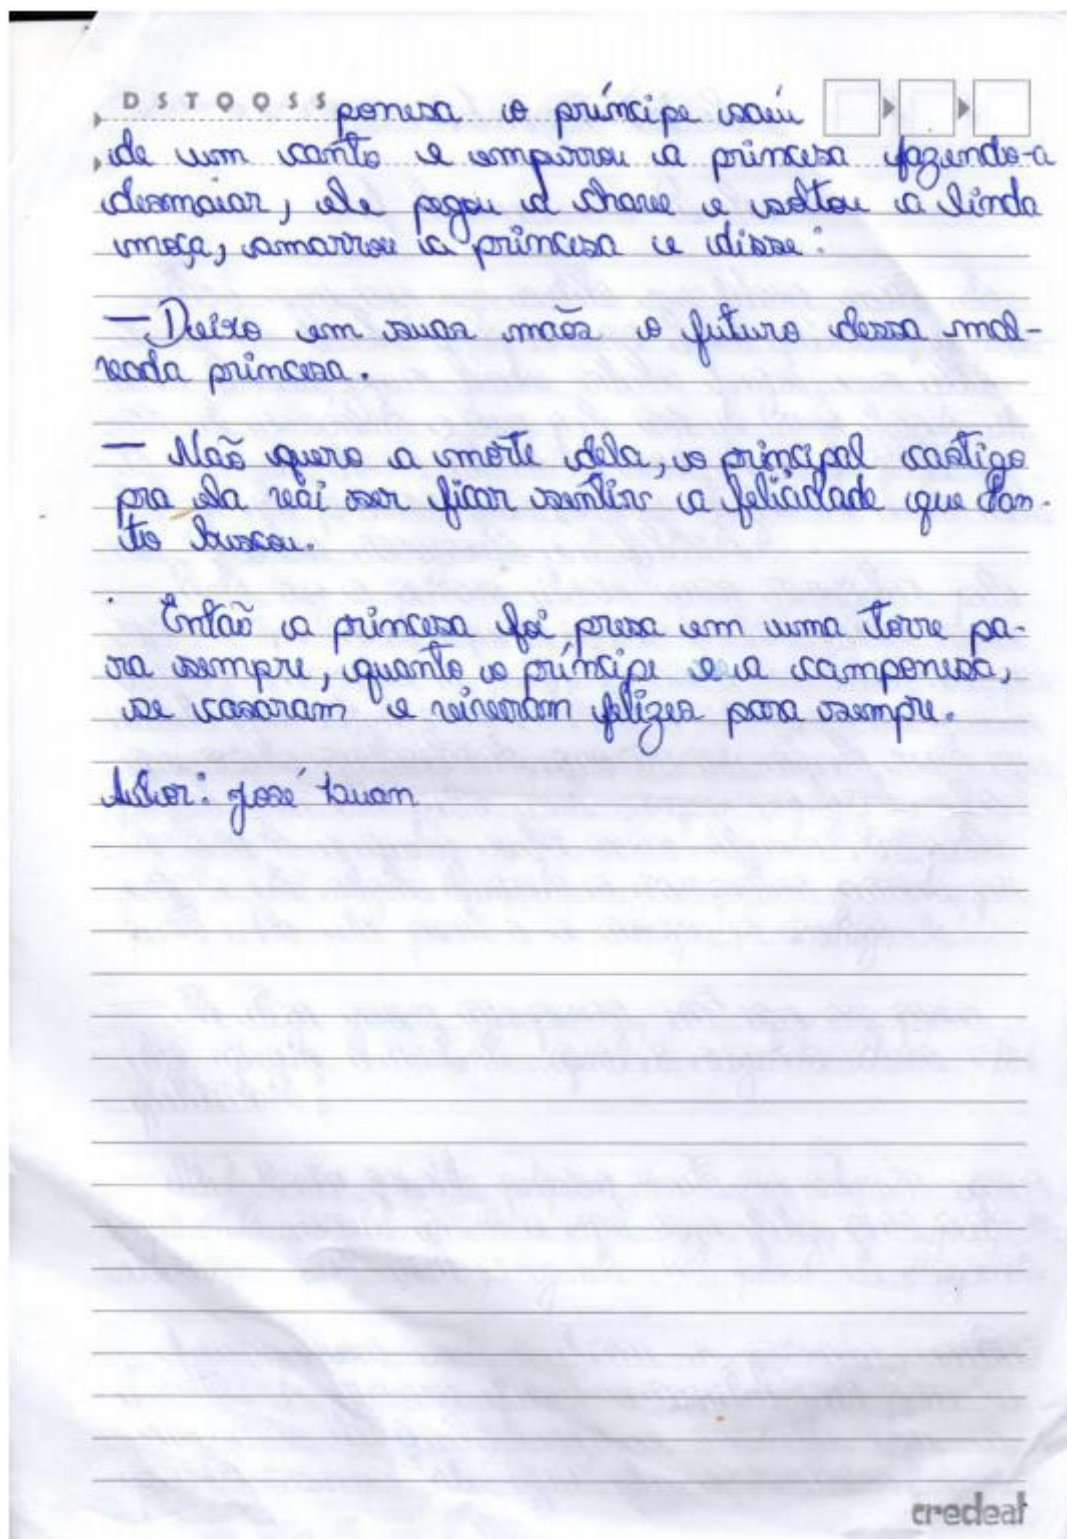 D S T Q Q S S
ponesa o príncipe saiu
de um canto e empurrou a princesa fazendo-a
desmaiar, ele pegou a chave e soltou a linda
moça, amarrou a princesa e disse:
— Deixo em suas mãos o futuro dessa mal-
vada princesa.
— Não quero a morte dela, o principal castigo
pra ela vai ser ficar sentir a felicidade que tan-
to buscou.
Então a princesa foi presa em uma torre pa-
ra sempre, quanto o príncipe e a camponesa,
se casaram e viveram felizes para sempre.
Autor: José Luan
credeal